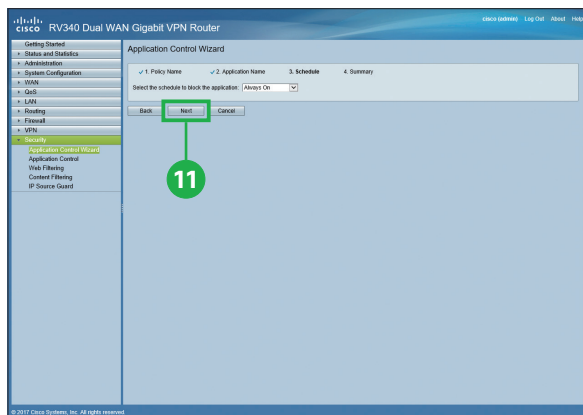 cisco RV340 Dual WAN Gigabit VPN Router
cisco (admin) Log Out About Help
Getting Started
Status and Statistics
Administration
System Configuration
WAN
QoS
LAN
Routing
Firewall
VPN
Security
Application Control Wizard
Application Control
Web Filtering
Content Filtering
IP Source Guard
Application Control Wizard
1. Policy Name 2. Application Name 3. Schedule 4. Summary
Select the schedule to block the application: Always On
Back Next Cancel
11
© 2017 Cisco Systems, Inc. All rights reserved.